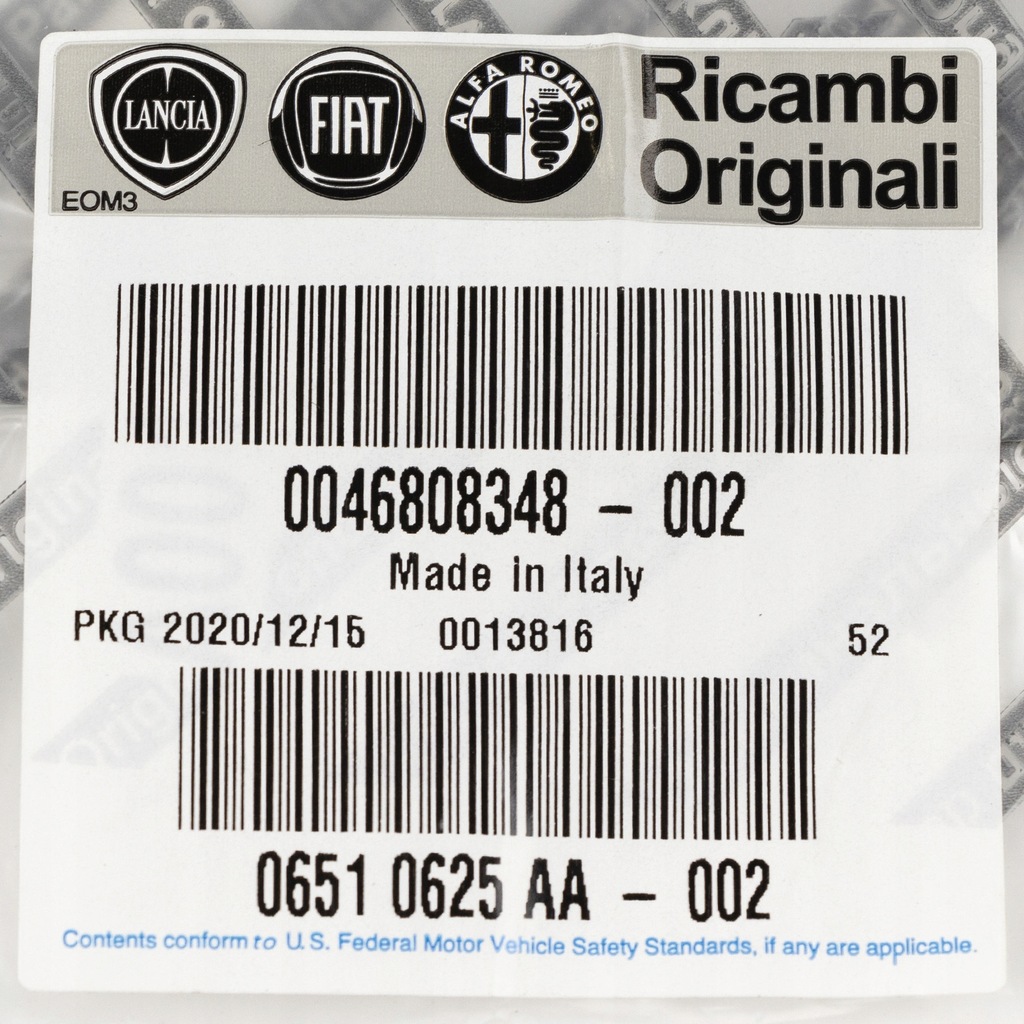 LANCIA
FIAT
ALFA ROMEO
Ricambi
Originali
EOM3
0046808348 – 002
Made in Italy
PKG 2020/12/15 0013816 52
0651 0625 AA – 002
Contents conform to U.S. Federal Motor Vehicle Safety Standards, if any are applicable.